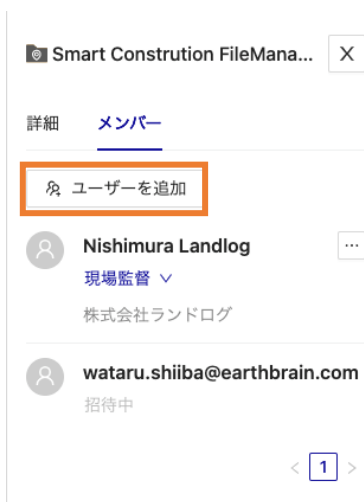 Smart Constrution FileMana... X
詳細 メンバー
ユーザーを追加
Nishimura Landlog ...
現場監督
株式会社ランドログ
wataru.shiiba@earthbrain.com
招待中
< 1 >